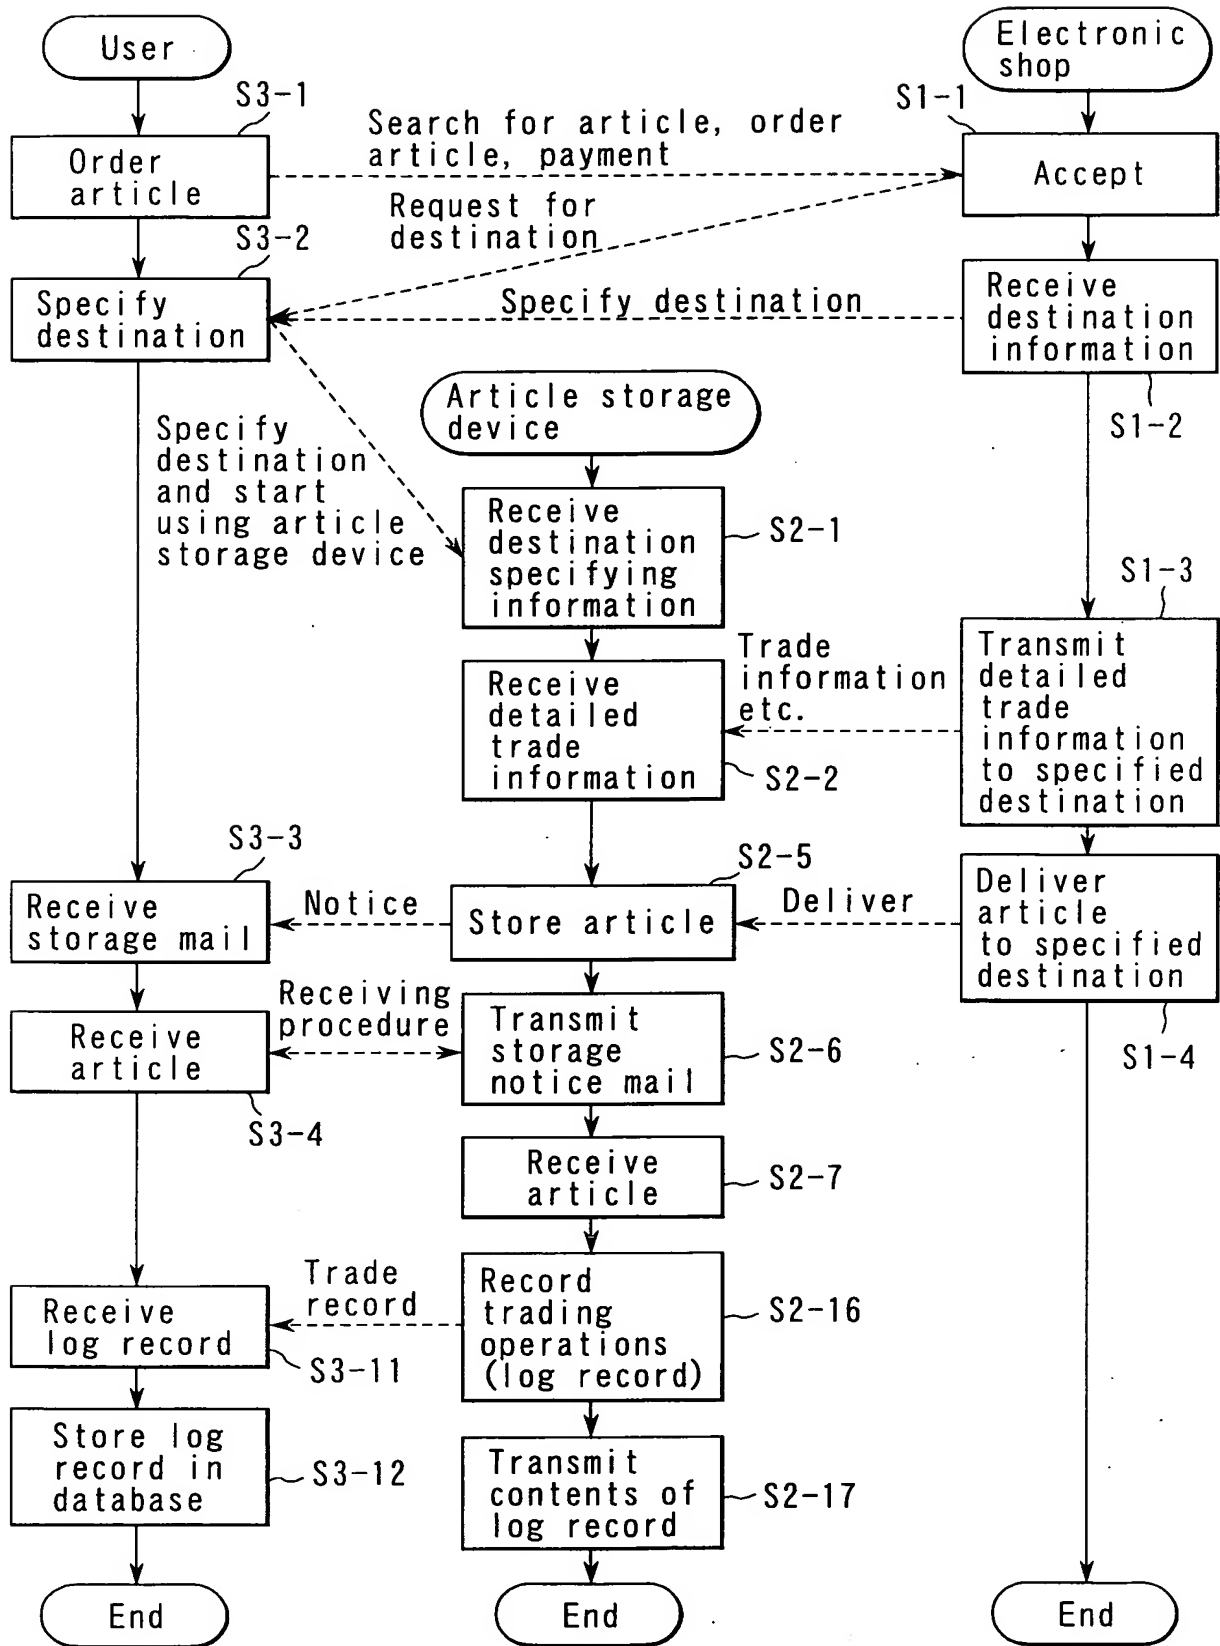 User
Electronic
shop
S3-1
S1-1
Search for article, order
article, payment
Order
article
Accept
Request for
destination
S3-2
Specify
destination
Specify destination
Receive
destination
information
S1-2
Article storage
device
Specify
destination
and start
using article
storage device
Receive
destination
specifying
information
S2-1
S1-3
Trade
information
etc.
Transmit
detailed
trade
information
to specified
destination
Receive
detailed
trade
information
S2-2
S3-3
S2-5
Receive
storage mail
Notice
Store article
Deliver
Deliver
article
to specified
destination
S1-4
Receiving
procedure
Receive
article
S3-4
Transmit
storage
notice mail
S2-6
Receive
article
S2-7
Trade
record
Record
trading
operations
(log record)
S2-16
Receive
log record
S3-11
Store log
record in
database
S3-12
Transmit
contents of
log record
S2-17
End
End
End